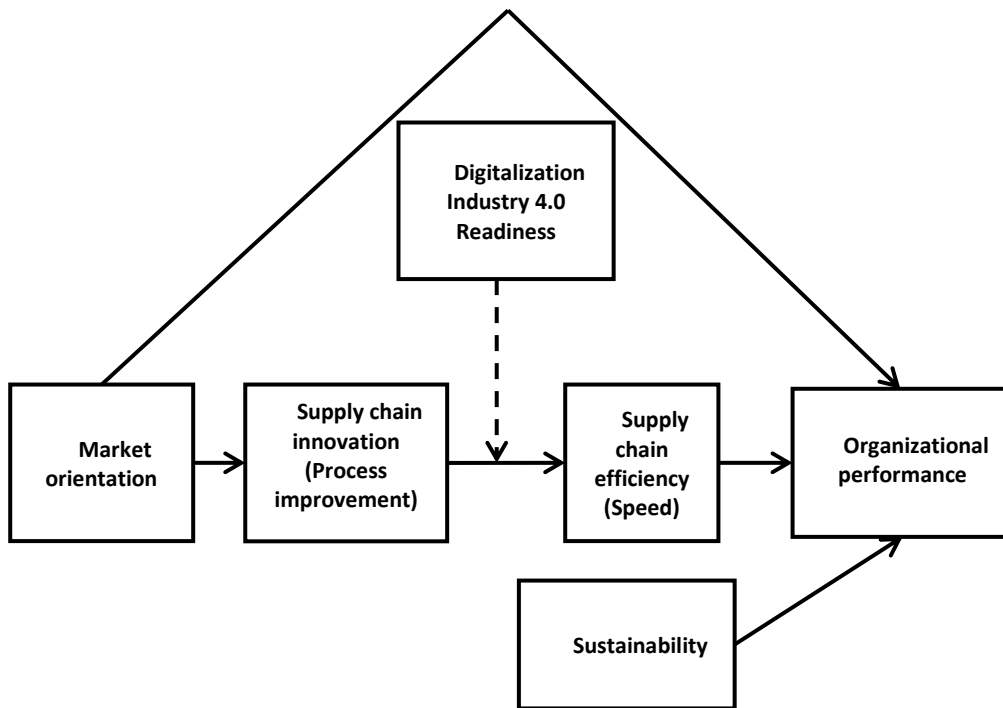 Digitalization
Industry 4.0
Readiness
Market
orientation
Supply chain
innovation
(Process
improvement)
Supply
chain
efficiency
(Speed)
Organizational
performance
Sustainability